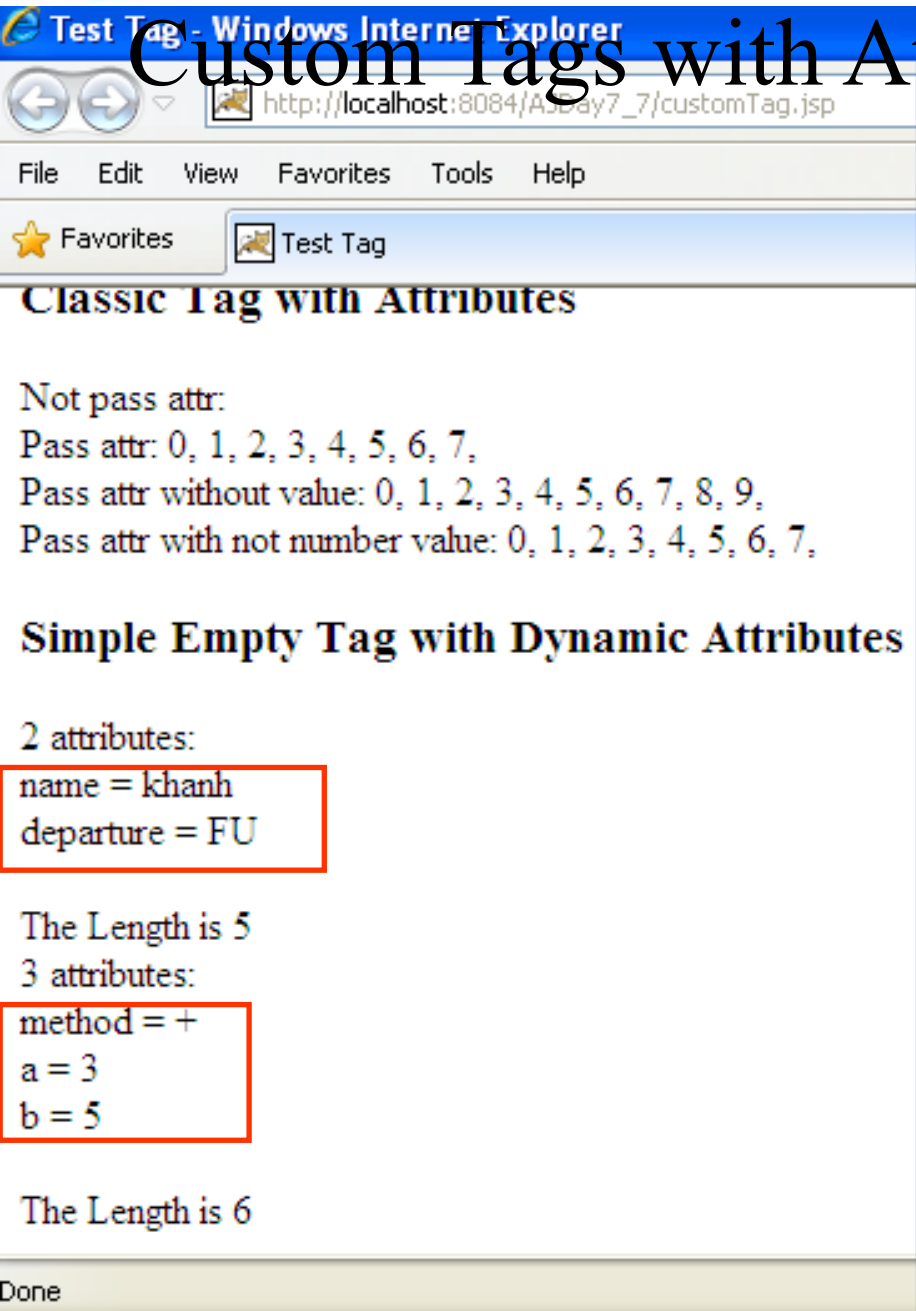 Custom Tags with A
Test Tag - Windows Internet Explorer
http://localhost:8084/AJDay7_7/customTag.jsp
File Edit View Favorites Tools Help
Favorites
Test Tag
Classic Tag with Attributes
Not pass attr:
Pass attr: 0, 1, 2, 3, 4, 5, 6, 7,
Pass attr without value: 0, 1, 2, 3, 4, 5, 6, 7, 8, 9,
Pass attr with not number value: 0, 1, 2, 3, 4, 5, 6, 7,
Simple Empty Tag with Dynamic Attributes
2 attributes:
name = khanh
departure = FU
The Length is 5
3 attributes:
method = +
a = 3
b = 5
The Length is 6
Done